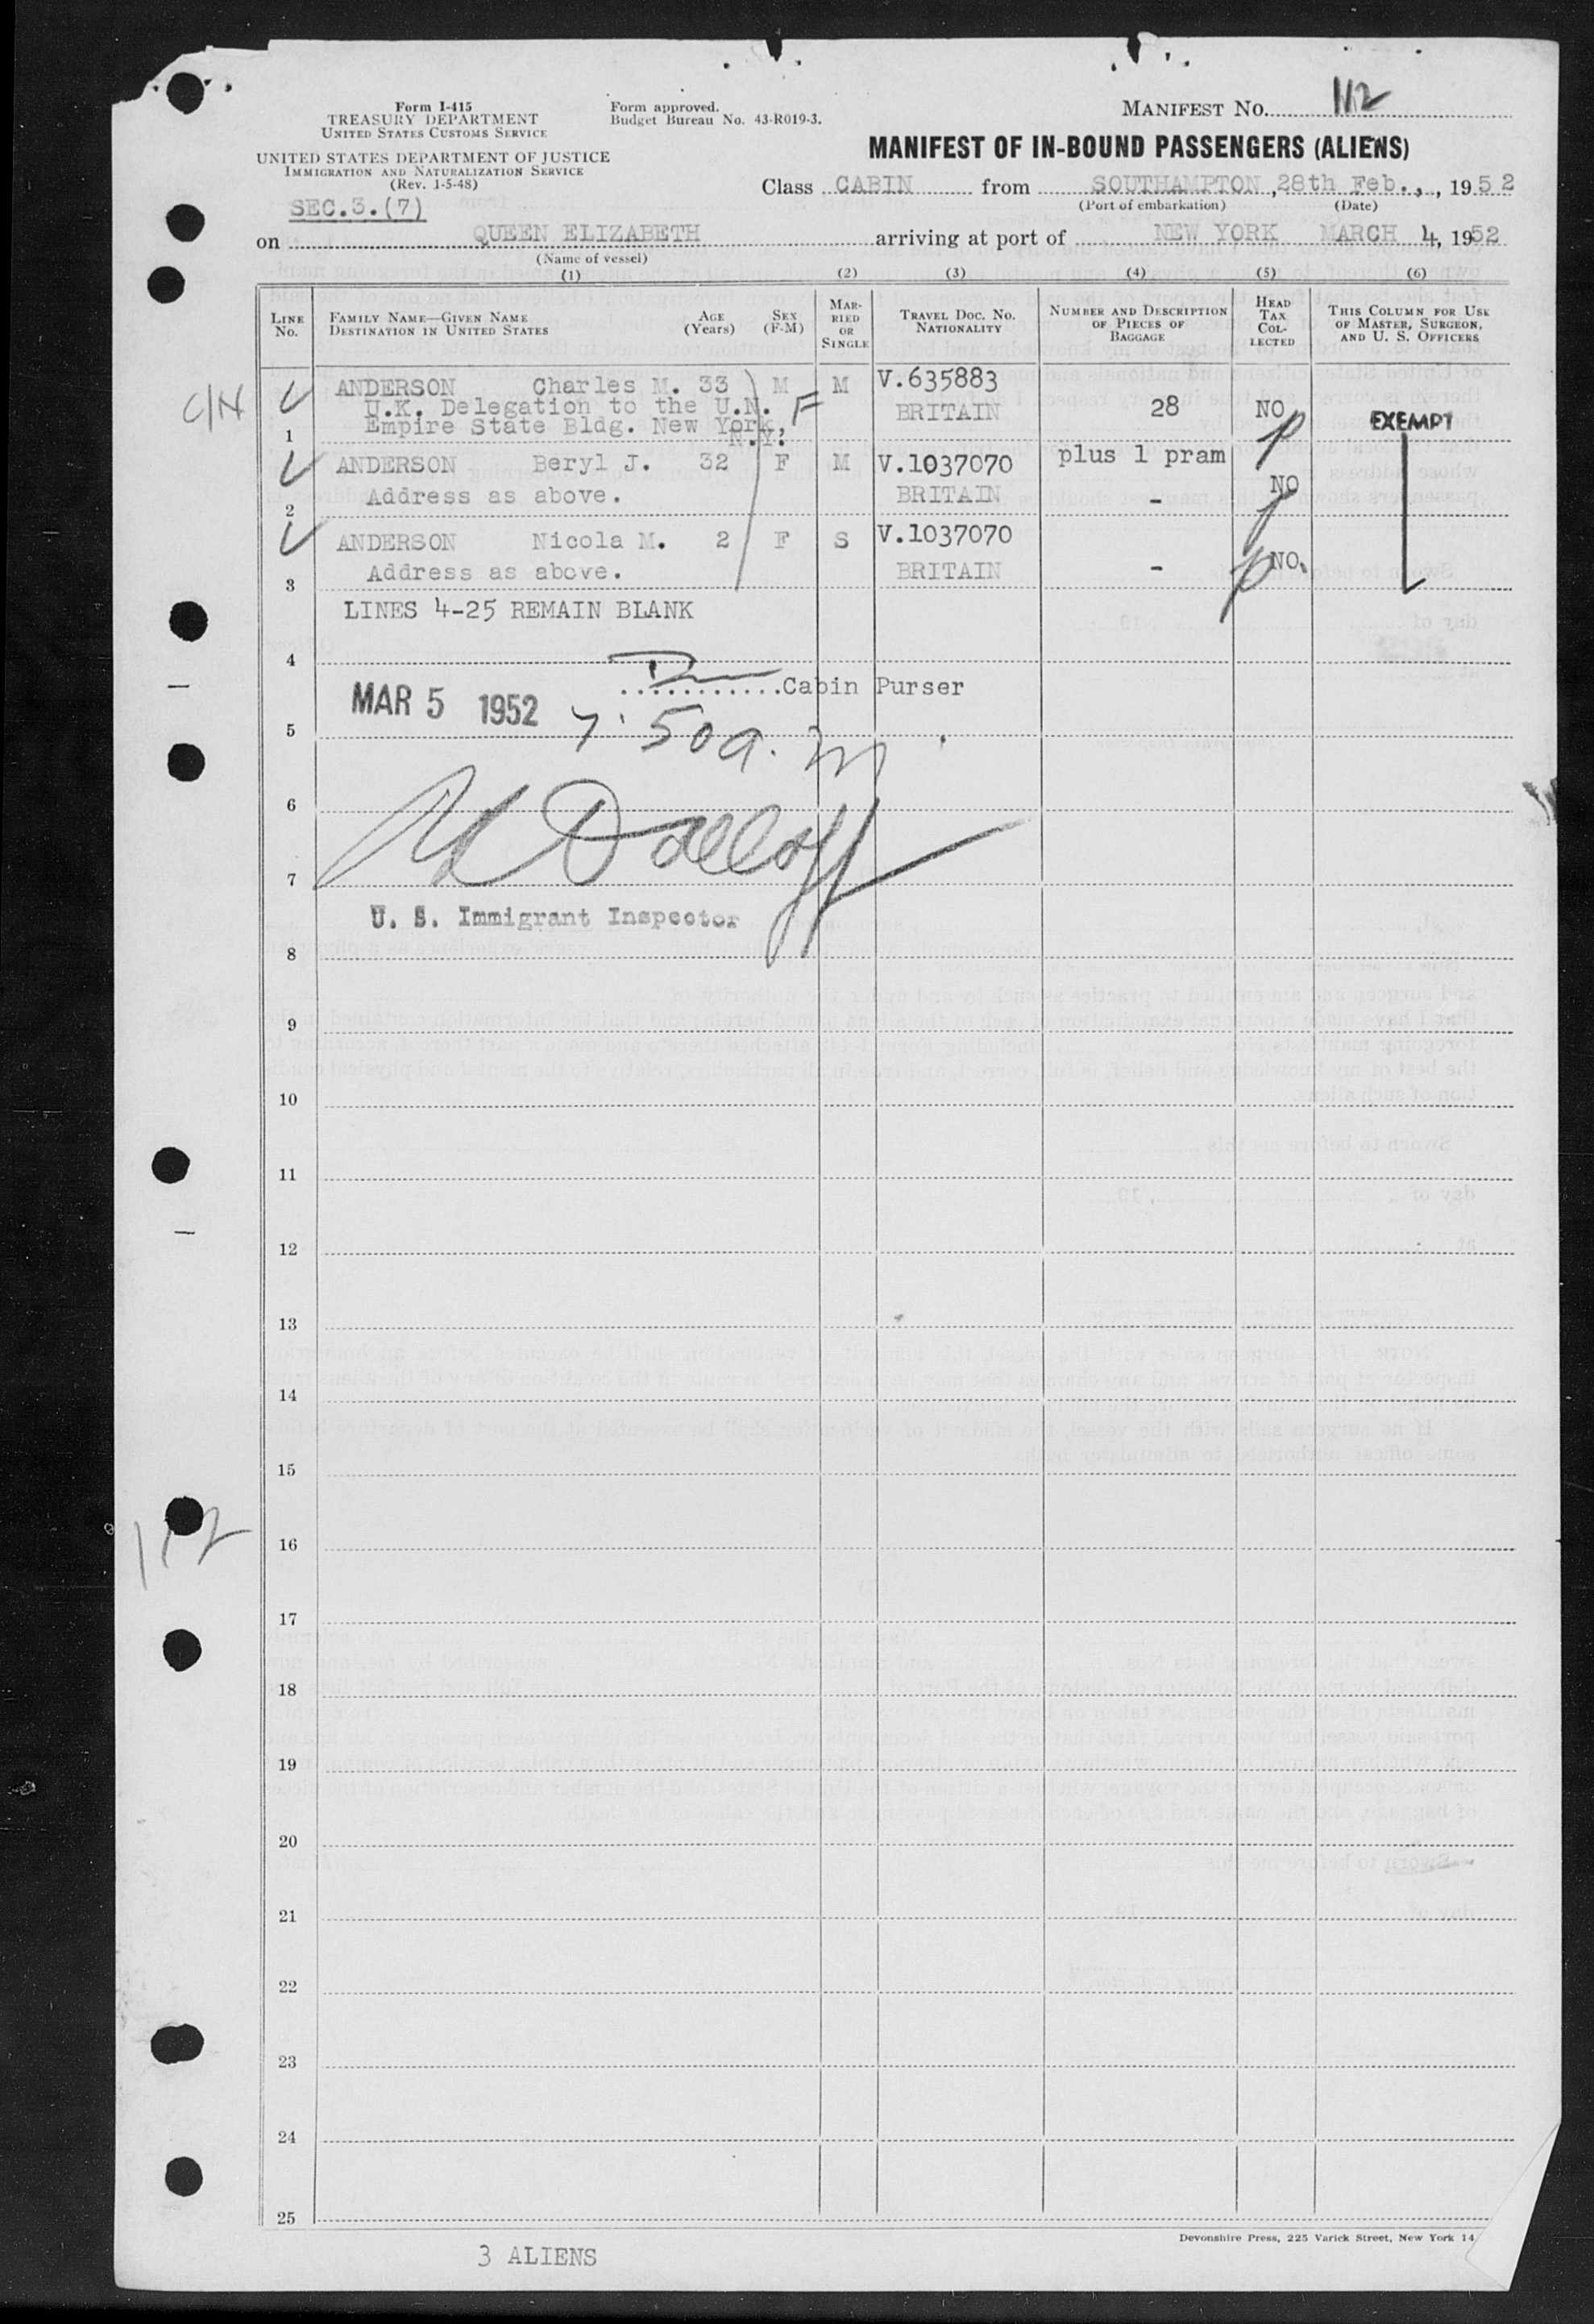 Form I-415
TREASURY DEPARTMENT
UNITED STATES CUSTOMS SERVICE
UNITED STATES DEPARTMENT OF JUSTICE
IMMIGRATION AND NATURALIZATION SERVICE
(Rev. 1-5-48)
SEC.3.(7)
Form approved.
Budget Bureau No. 43-R019-3.
MANIFEST No. 112
MANIFEST OF IN-BOUND PASSENGERS (ALIENS)
Class CABIN from SOUTHAMPTON, 28th Feb., 1952
(Port of embarkation) (Date)
on QUEEN ELIZABETH arriving at port of NEW YORK MARCH 4, 1952
(Name of vessel)
(1) (2) (3) (4) (5) (6)
LINE No. FAMILY NAME—GIVEN NAME DESTINATION IN UNITED STATES AGE (Years) SEX (F-M) MARRIED OR SINGLE TRAVEL DOC. NO. NATIONALITY NUMBER AND DESCRIPTION OF PIECES OF BAGGAGE HEAD TAX COLLECTED THIS COLUMN FOR USE OF MASTER, SURGEON, AND U. S. OFFICERS
C/N
ANDERSON Charles M. 33 M M V.635883
U.K. Delegation to the U.N. F BRITAIN 28 NO EXEMPT
Empire State Bldg. New York,
1 N.Y.
ANDERSON Beryl J. 32 F M V.1037070 plus 1 pram
Address as above. BRITAIN - NO
2
ANDERSON Nicola M. 2 F S V.1037070
Address as above. BRITAIN - NO.
3
LINES 4-25 REMAIN BLANK
4
..........Cabin Purser
MAR 5 1952
7:50 a.m.
5
6
7
U. S. Immigrant Inspector
8
9
10
11
12
13
14
15
112
16
17
18
19
20
21
22
23
24
25
Devonshire Press, 225 Varick Street, New York 14
3 ALIENS